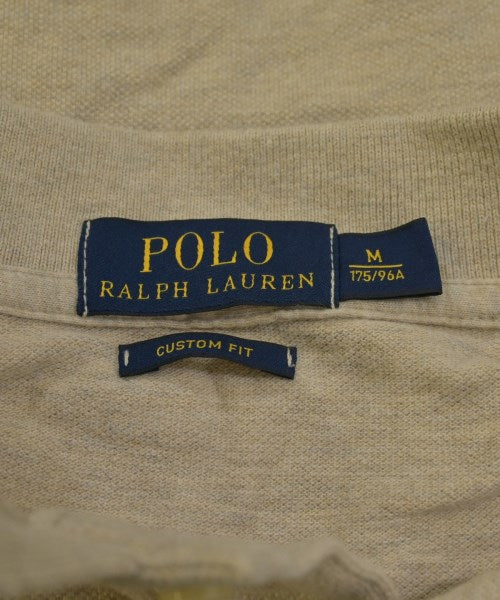 POLO
RALPH LAUREN
M
175/96A
CUSTOM FIT